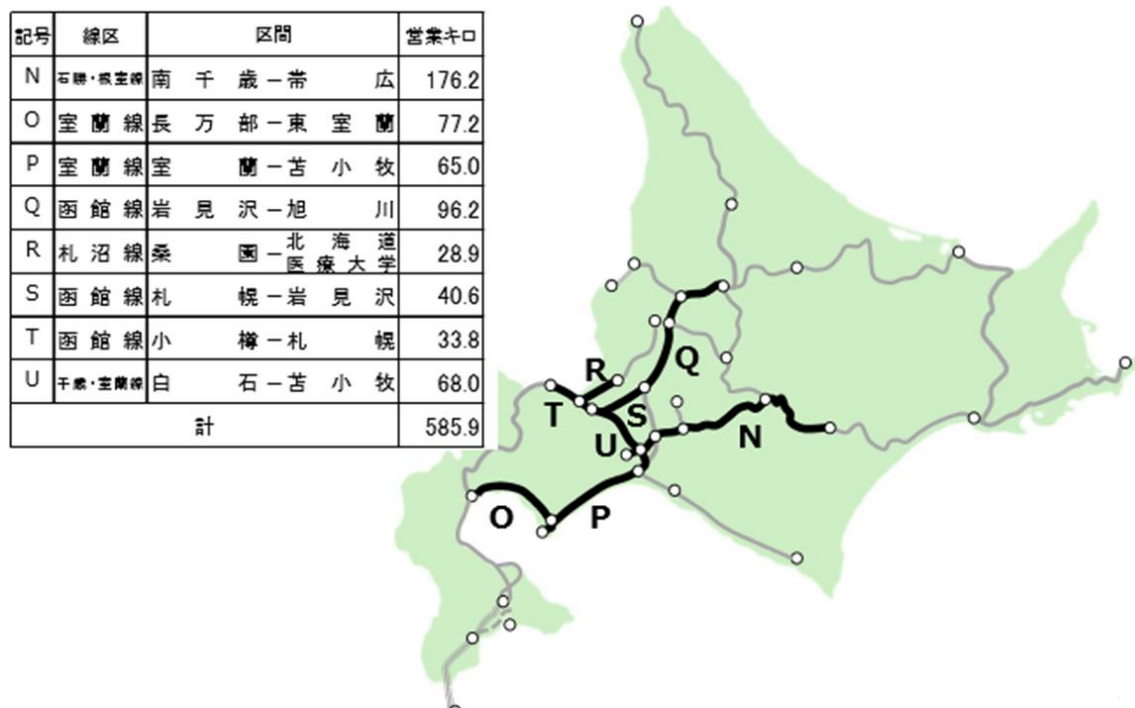 記号 線区 区間 営業キロ
N 石勝・根室線 南千歳－帯広 176.2
O 室蘭線 長万部－東室蘭 77.2
P 室蘭線 室蘭－苫小牧 65.0
Q 函館線 岩見沢－旭川 96.2
R 札沼線 桑園－北海道医療大学 28.9
S 函館線 札幌－岩見沢 40.6
T 函館線 小樽－札幌 33.8
U 千歳・室蘭線 白石－苫小牧 68.0
計 585.9
R
Q
T
S
U
N
O
P